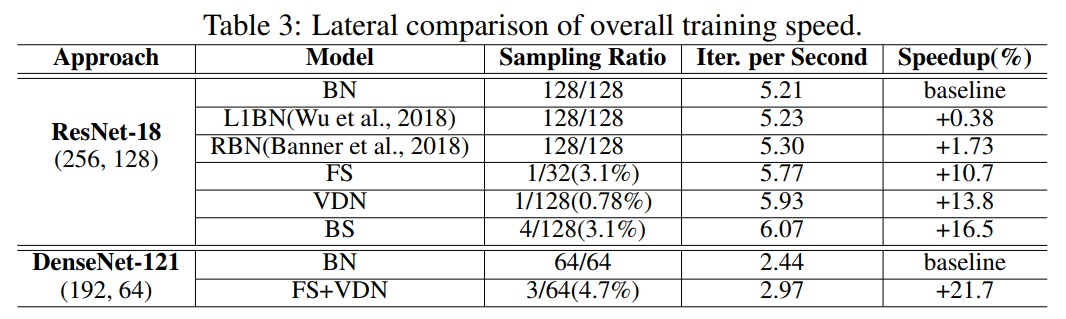 Table 3: Lateral comparison of overall training speed.
Approach Model Sampling Ratio Iter. per Second Speedup(%)
ResNet-18
(256, 128)
BN 128/128 5.21 baseline
L1BN(Wu et al., 2018) 128/128 5.23 +0.38
RBN(Banner et al., 2018) 128/128 5.30 +1.73
FS 1/32(3.1%) 5.77 +10.7
VDN 1/128(0.78%) 5.93 +13.8
BS 4/128(3.1%) 6.07 +16.5
DenseNet-121
(192, 64)
BN 64/64 2.44 baseline
FS+VDN 3/64(4.7%) 2.97 +21.7